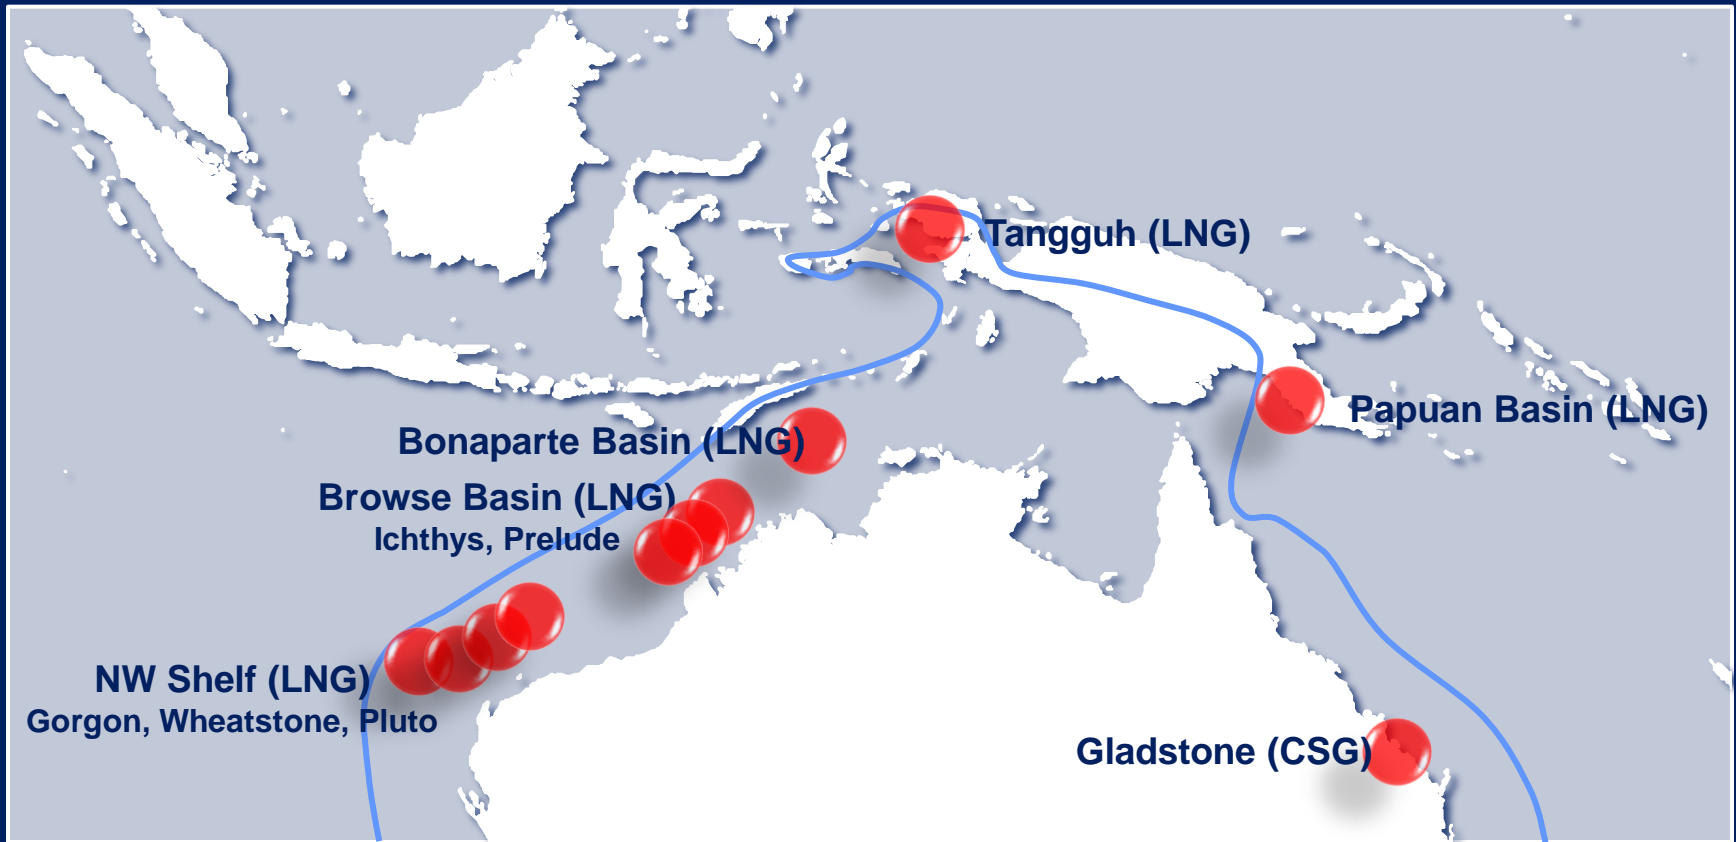 Tangguh (LNG)
Papuan Basin (LNG)
Bonaparte Basin (LNG)
Browse Basin (LNG)
Ichthys, Prelude
NW Shelf (LNG)
Gorgon, Wheatstone, Pluto
Gladstone (CSG)